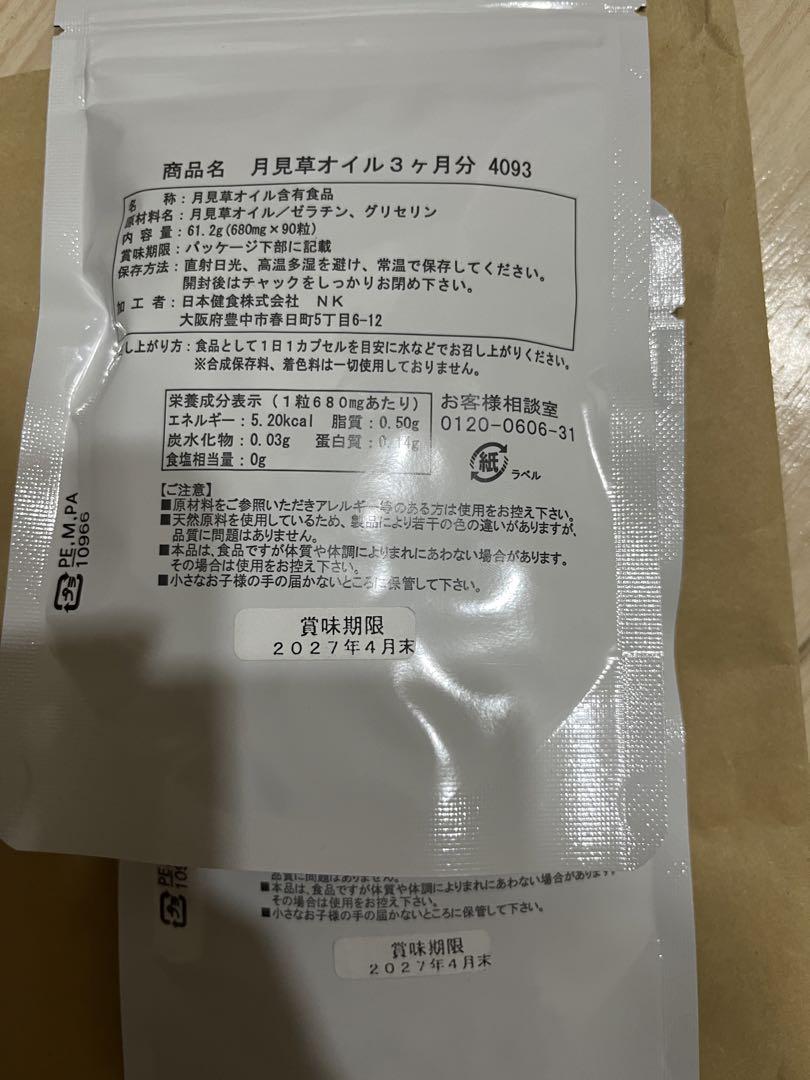 商品名　月見草オイル３ヶ月分 4093
名　　称：月見草オイル含有食品
原材料名：月見草オイル／ゼラチン、グリセリン
内 容 量：61.2g(680mg×90粒)
賞味期限：パッケージ下部に記載
保存方法：直射日光、高温多湿を避け、常温で保存してください。
開封後はチャックをしっかりお閉め下さい。
加 工 者：日本健食株式会社　ＮＫ
大阪府豊中市春日町5丁目6-12
し上がり方：食品として１日１カプセルを目安に水などでお召し上がりください。
※合成保存料、着色料は一切使用しておりません。
栄養成分表示（１粒６８０㎎あたり）
エネルギー：5.20kcal　脂質：0.50g
炭水化物：0.03g　蛋白質：0.14g
食塩相当量：0g
お客様相談室
0120-0606-31
紙 ラベル
PE,M,PA
10966
プラ
【ご注意】
■原材料をご参照いただきアレルギー等のある方は使用をお控え下さい。
■天然原料を使用しているため、製品により若干の色の違いがありますが、
品質に問題はありません。
■本品は、食品ですが体質や体調によりまれにあわない場合があります。
その場合は使用をお控え下さい。
■小さなお子様の手の届かないところに保管して下さい。
賞味期限
２０２７年４月末
品質に問題はありません。
■本品は、食品ですが体質や体調によりまれにあわない場合があります。
その場合は使用をお控え下さい。
■小さなお子様の手の届かないところに保管して下さい。
プラ
賞味期限
２０２７年４月末